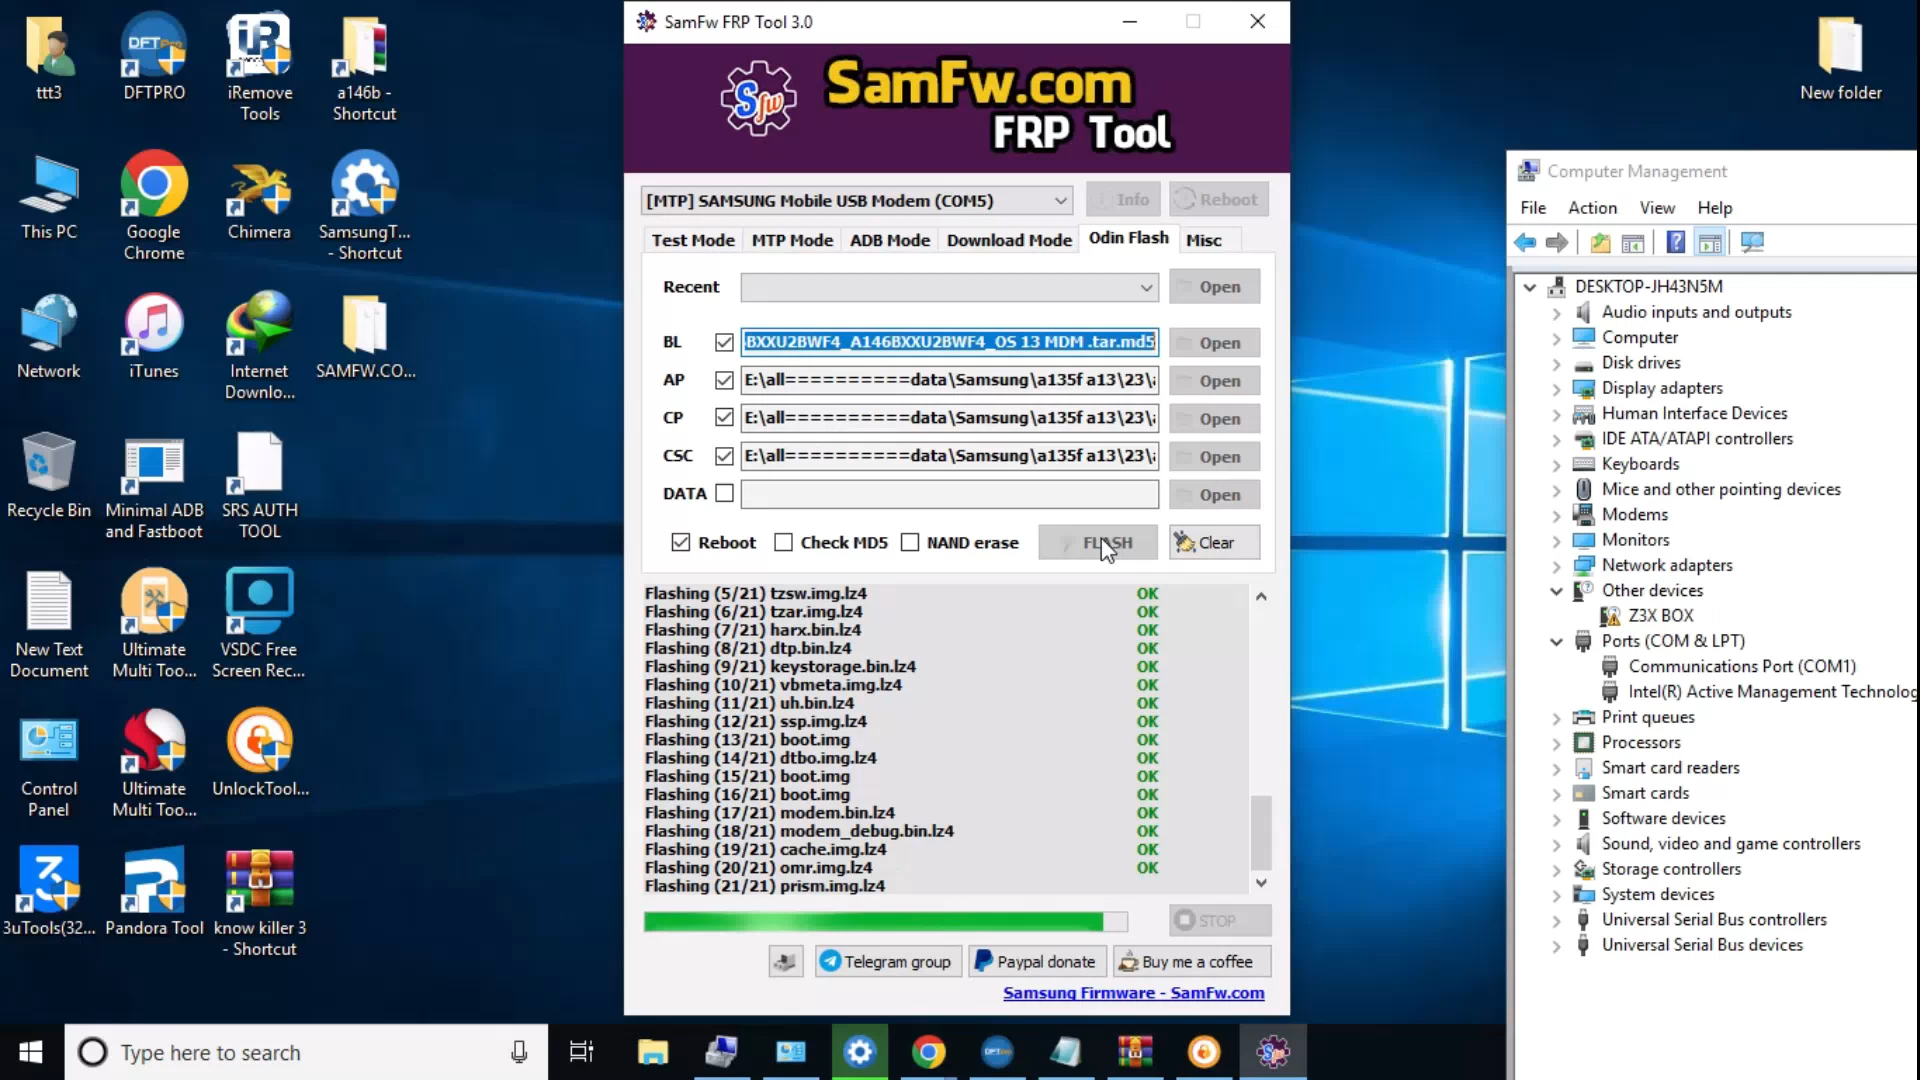 ttt3
DFTPRO
iRemove
Tools
a146b -
Shortcut
This PC
Google
Chrome
Chimera
SamsungT...
- Shortcut
Network
iTunes
Internet
Downlo...
SAMFW.CO...
Recycle Bin
Minimal ADB
and Fastboot
SRS AUTH
TOOL
New Text
Document
Ultimate
Multi Too...
VSDC Free
Screen Rec...
Control
Panel
Ultimate
Multi Too...
UnlockTool...
3uTools(32...
Pandora Tool
know killer 3
- Shortcut
SamFw FRP Tool 3.0
Sfw
SamFw.com
FRP Tool
[MTP] SAMSUNG Mobile USB Modem (COM5)
Info
Reboot
Test Mode
MTP Mode
ADB Mode
Download Mode
Odin Flash
Misc
Recent
Open
BL
BXXU2BWF4_A146BXXU2BWF4_OS 13 MDM .tar.md5
Open
AP
E:\all==========data\Samsung\a135f a13\23\
Open
CP
E:\all==========data\Samsung\a135f a13\23\
Open
CSC
E:\all==========data\Samsung\a135f a13\23\
Open
DATA
Open
Reboot
Check MD5
NAND erase
FLASH
Clear
Flashing (5/21) tzsw.img.lz4 OK
Flashing (6/21) tzar.img.lz4 OK
Flashing (7/21) harx.bin.lz4 OK
Flashing (8/21) dtp.bin.lz4 OK
Flashing (9/21) keystorage.bin.lz4 OK
Flashing (10/21) vbmeta.img.lz4 OK
Flashing (11/21) uh.bin.lz4 OK
Flashing (12/21) ssp.img.lz4 OK
Flashing (13/21) boot.img OK
Flashing (14/21) dtbo.img.lz4 OK
Flashing (15/21) boot.img OK
Flashing (16/21) boot.img OK
Flashing (17/21) modem.bin.lz4 OK
Flashing (18/21) modem_debug.bin.lz4 OK
Flashing (19/21) cache.img.lz4 OK
Flashing (20/21) omr.img.lz4 OK
Flashing (21/21) prism.img.lz4
STOP
Telegram group
Paypal donate
Buy me a coffee
Samsung Firmware - SamFw.com
New folder
Computer Management
File
Action
View
Help
DESKTOP-JH43N5M
Audio inputs and outputs
Computer
Disk drives
Display adapters
Human Interface Devices
IDE ATA/ATAPI controllers
Keyboards
Mice and other pointing devices
Modems
Monitors
Network adapters
Other devices
Z3X BOX
Ports (COM & LPT)
Communications Port (COM1)
Intel(R) Active Management Technolog
Print queues
Processors
Smart card readers
Smart cards
Software devices
Sound, video and game controllers
Storage controllers
System devices
Universal Serial Bus controllers
Universal Serial Bus devices
Type here to search